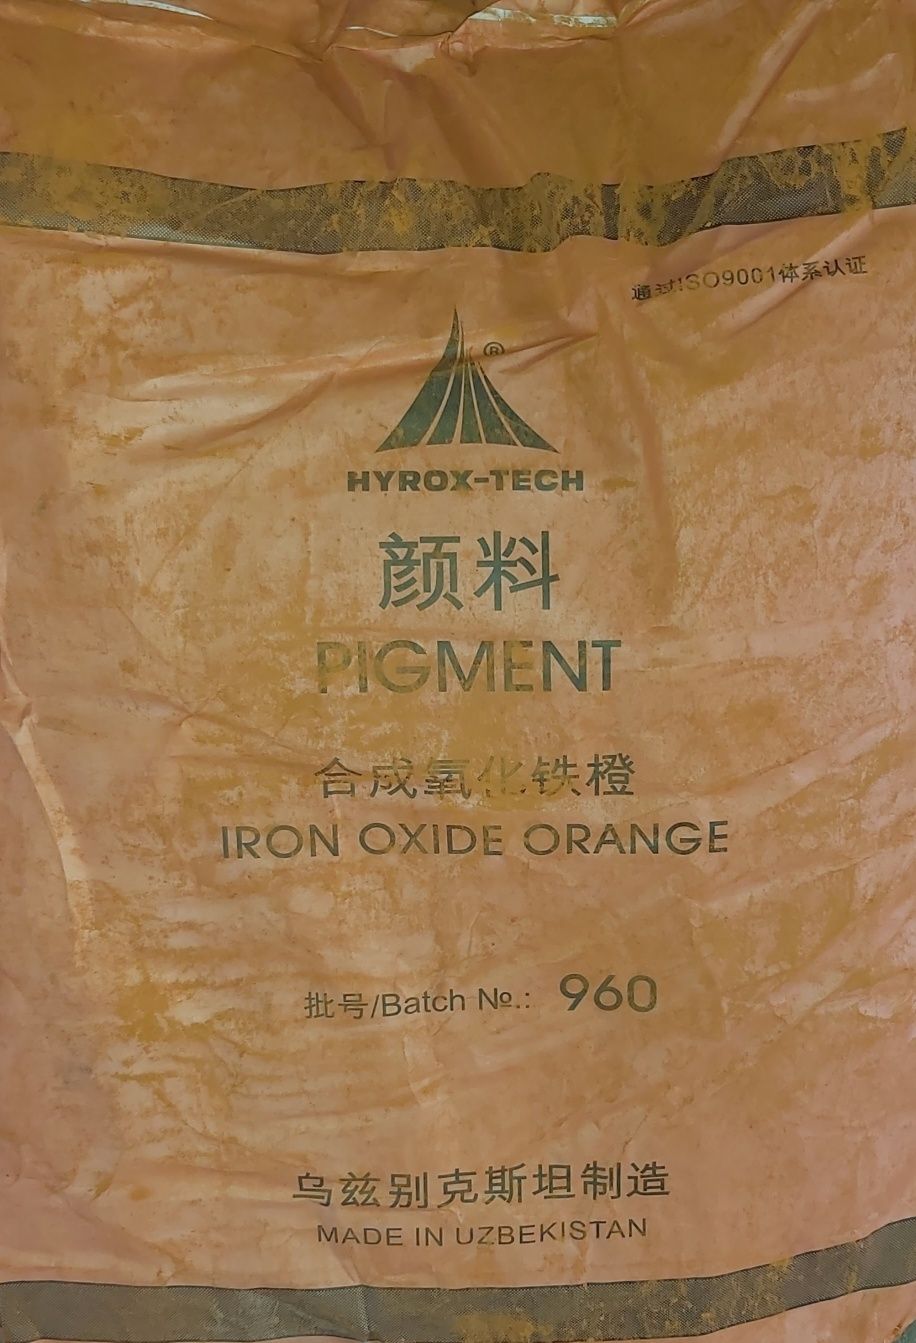 通过ISO9001体系认证
®
HYROX-TECH
颜料
PIGMENT
合成氧化铁橙
IRON OXIDE ORANGE
批号/Batch №.: 960
乌兹别克斯坦制造
MADE IN UZBEKISTAN